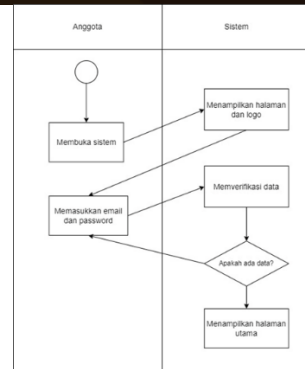 Anggota
Sistem
Menampilkan halaman
dan logo
Membuka sistem
Memasukkan email
dan password
Memverifikasi data
Apakah ada data?
Menampilkan halaman
utama